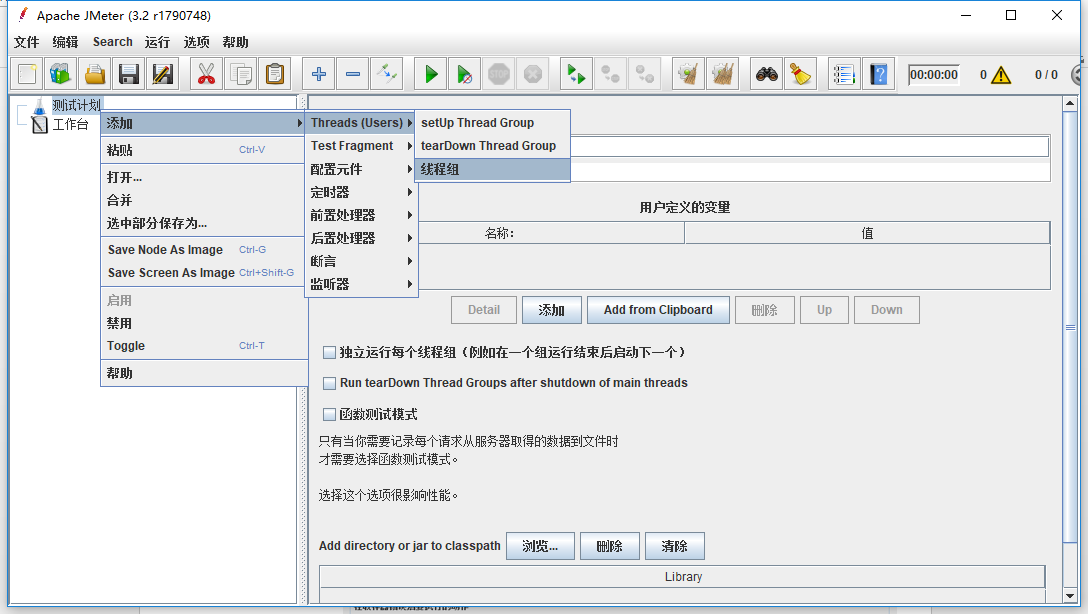 Apache JMeter (3.2 r1790748)
文件 编辑 Search 运行 选项 帮助
STOP
?
00:00:00 0 0 / 0
测试计划
工作台
添加
粘贴 Ctrl-V
打开...
合并
选中部分保存为...
Save Node As Image Ctrl-G
Save Screen As Image Ctrl+Shift-G
启用
禁用
Toggle Ctrl-T
帮助
Threads (Users)
Test Fragment
配置元件
定时器
前置处理器
后置处理器
断言
监听器
setUp Thread Group
tearDown Thread Group
线程组
用户定义的变量
名称: 值
Detail 添加 Add from Clipboard 删除 Up Down
独立运行每个线程组（例如在一个组运行结束后启动下一个）
Run tearDown Thread Groups after shutdown of main threads
函数测试模式
只有当你需要记录每个请求从服务器取得的数据到文件时
才需要选择函数测试模式。
选择这个选项很影响性能。
Add directory or jar to classpath 浏览... 删除 清除
Library